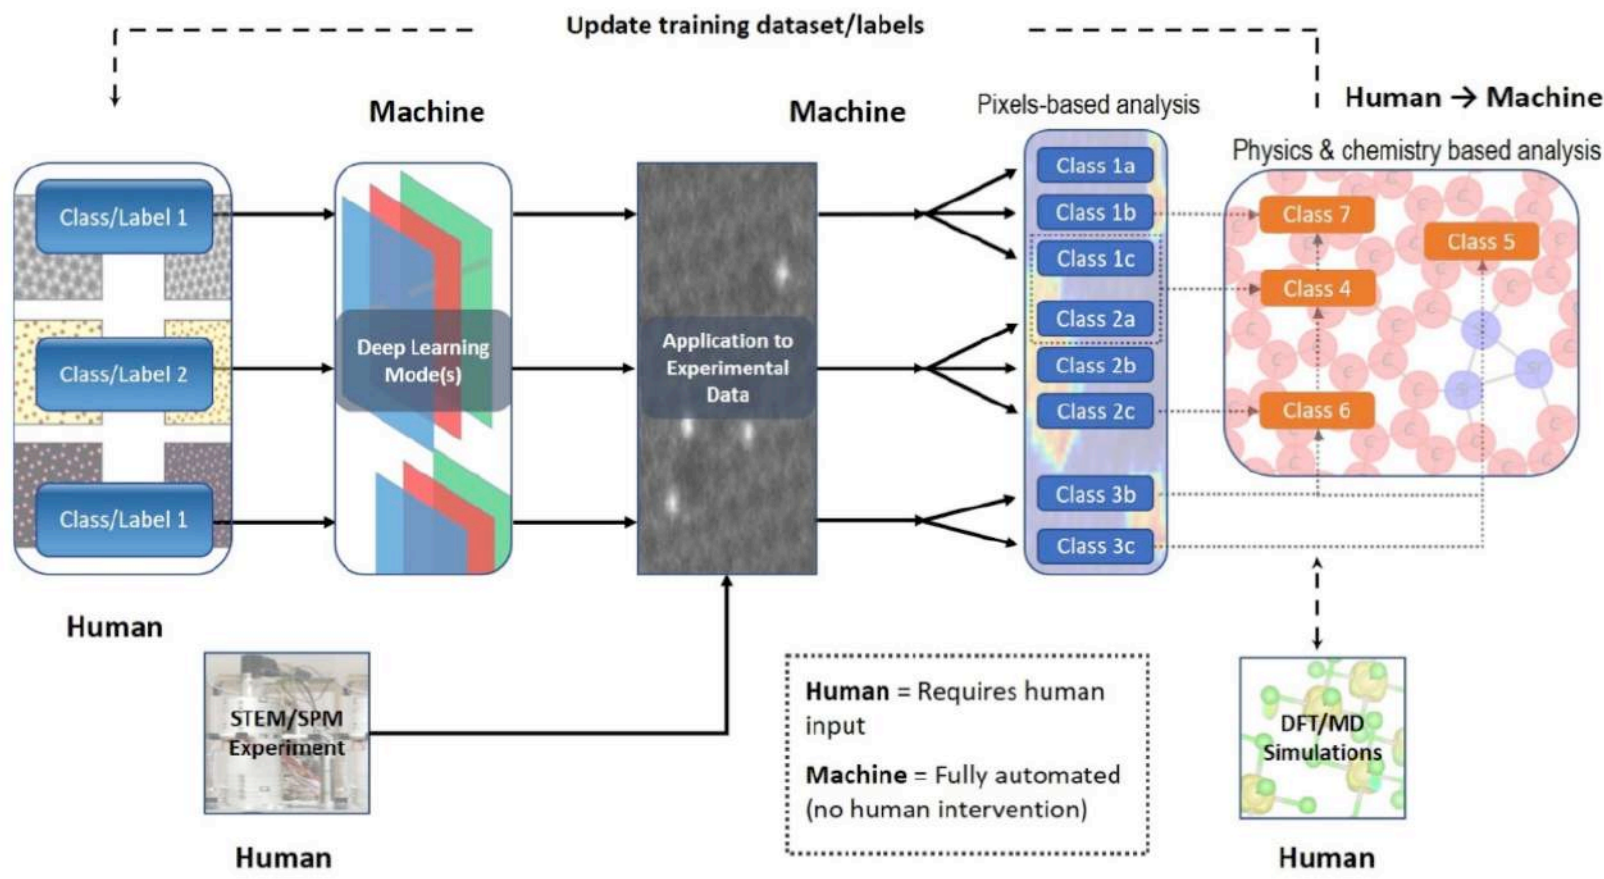 Update training dataset/labels
Machine
Machine
Pixels-based analysis
Human → Machine
Physics & chemistry based analysis
Class/Label 1
Class/Label 2
Class/Label 1
Deep Learning
Mode(s)
Application to
Experimental
Data
Class 1a
Class 1b
Class 1c
Class 2a
Class 2b
Class 2c
Class 3b
Class 3c
Class 7
Class 5
Class 4
Class 6
Human
STEM/SPM
Experiment
Human
Human = Requires human
input
Machine = Fully automated
(no human intervention)
DFT/MD
Simulations
Human